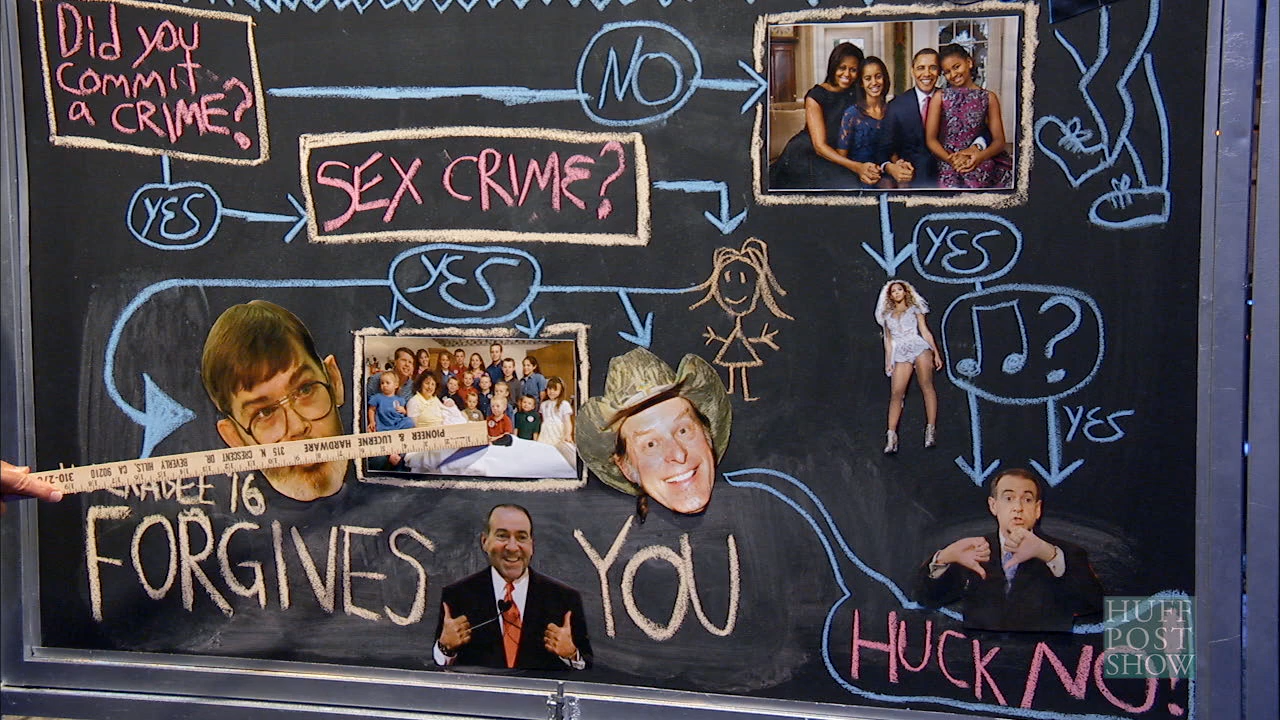 Did you
commit
a CRIME?
NO
SEX CRIME?
YES
YES
YES
?
YES
PIONEER & LUCERNE HARDWARE 315 N CRESCENT DR. BEVERLY HILLS, CA 90210
16
FORGIVES YOU
HUCK NO!
HUFF
POST
SHOW